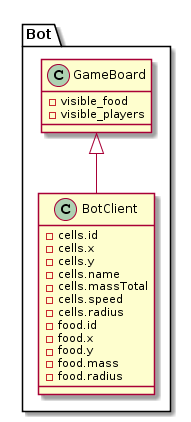 Bot
C GameBoard
visible_food
visible_players
C BotClient
cells.id
cells.x
cells.y
cells.name
cells.massTotal
cells.speed
cells.radius
food.id
food.x
food.y
food.mass
food.radius